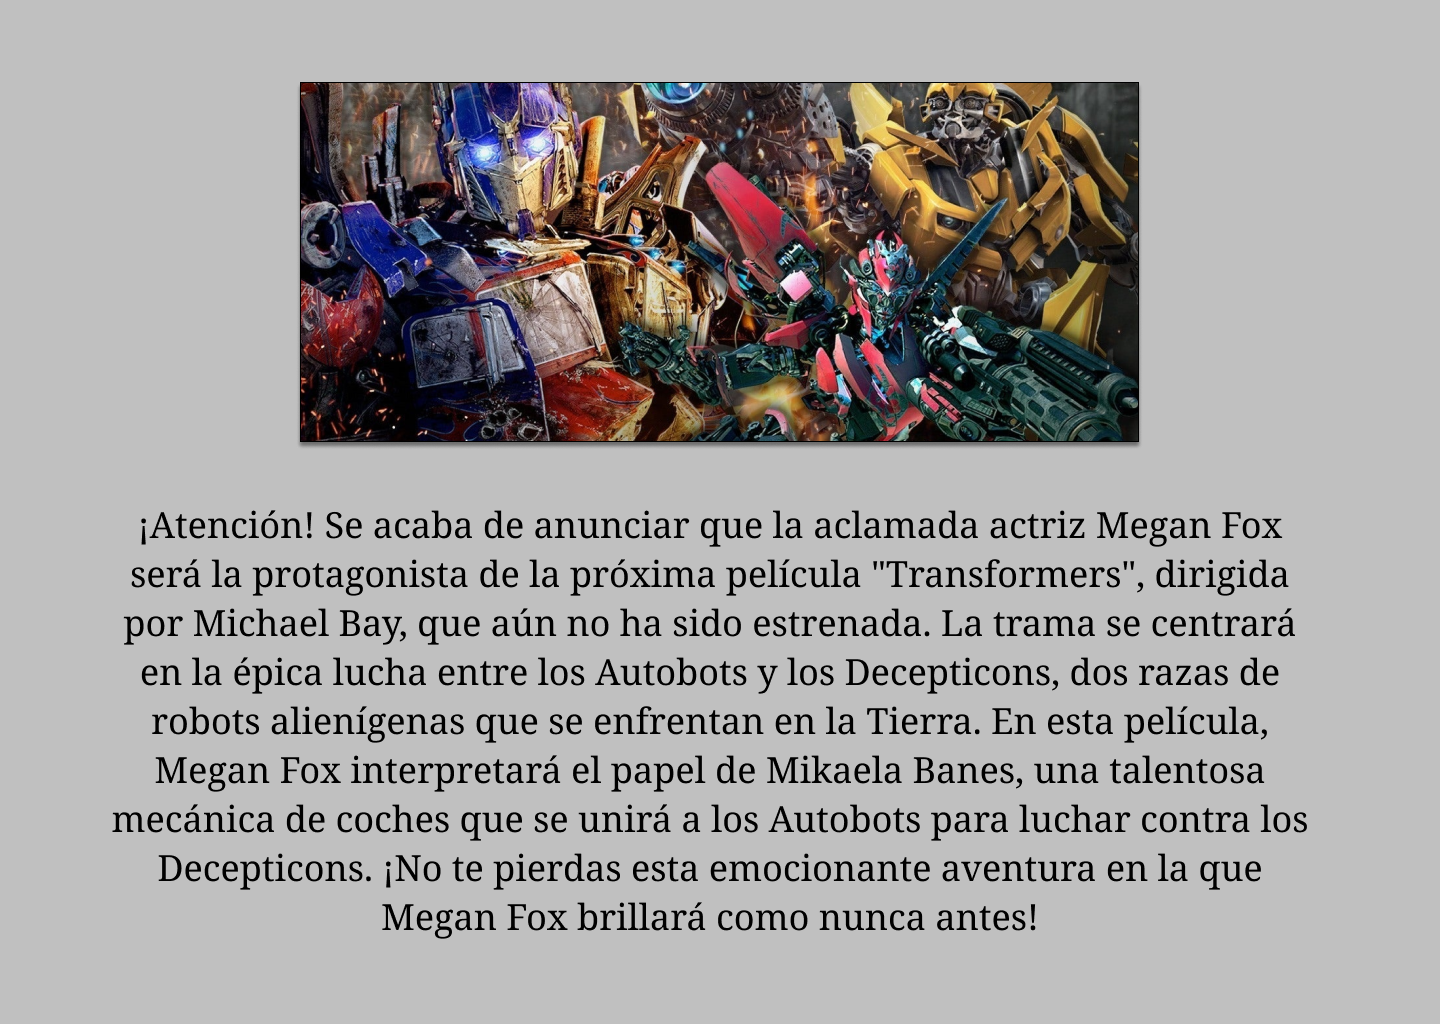 ¡Atención! Se acaba de anunciar que la aclamada actriz Megan Fox
será la protagonista de la próxima película "Transformers", dirigida
por Michael Bay, que aún no ha sido estrenada. La trama se centrará
en la épica lucha entre los Autobots y los Decepticons, dos razas de
robots alienígenas que se enfrentan en la Tierra. En esta película,
Megan Fox interpretará el papel de Mikaela Banes, una talentosa
mecánica de coches que se unirá a los Autobots para luchar contra los
Decepticons. ¡No te pierdas esta emocionante aventura en la que
Megan Fox brillará como nunca antes!